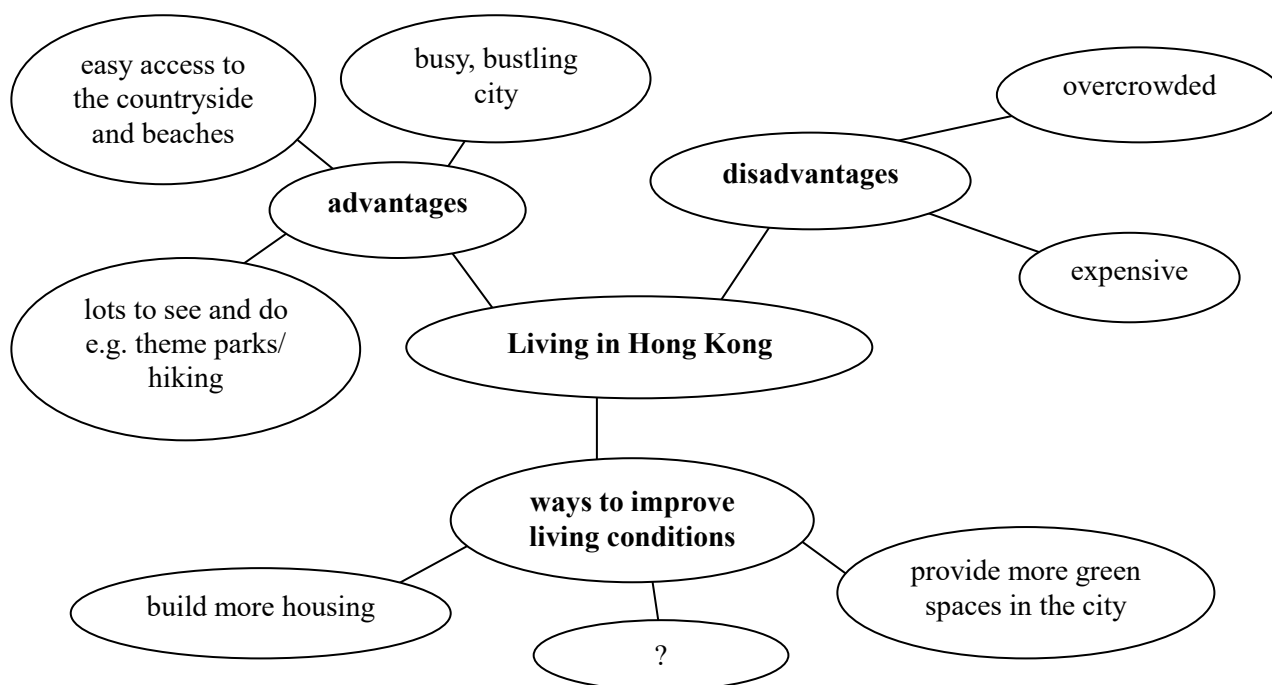 easy access to
the countryside
and beaches
busy, bustling
city
overcrowded
advantages
disadvantages
expensive
lots to see and do
e.g. theme parks/
hiking
Living in Hong Kong
ways to improve
living conditions
build more housing
provide more green
spaces in the city
?